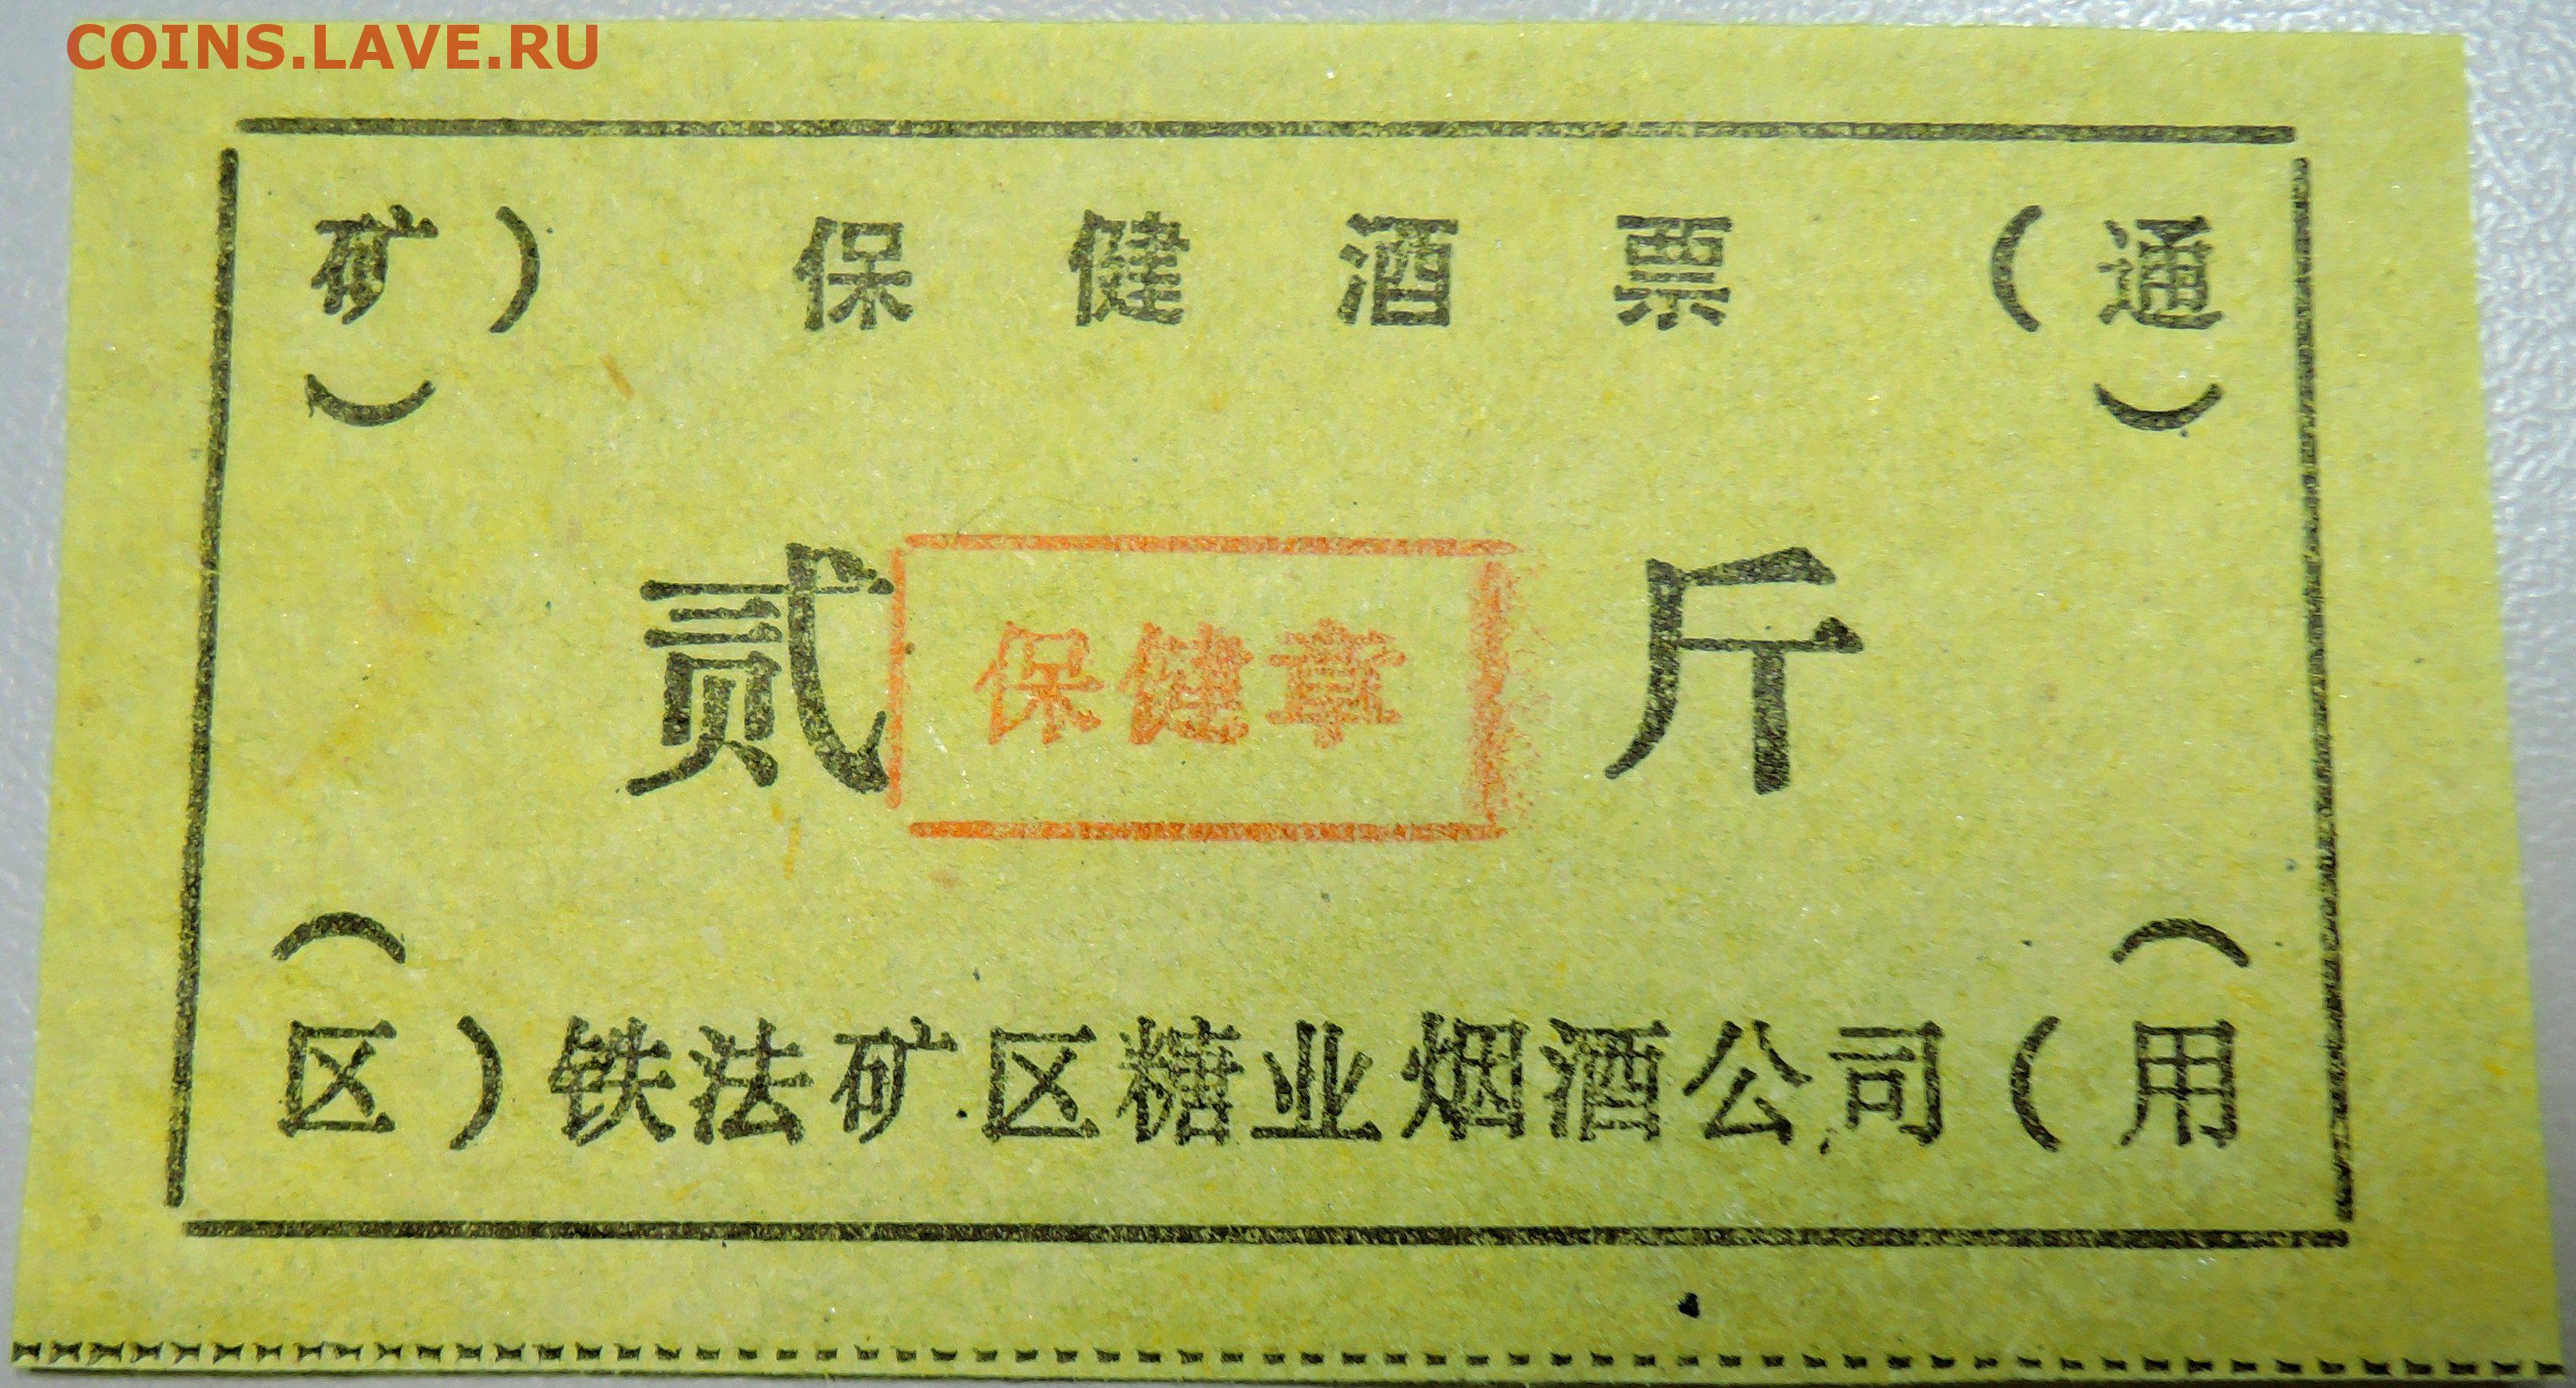 COINS.LAVE.RU
矿） 保健酒票 （通
贰 保健章 斤
区）铁法矿区糖业烟酒公司（用